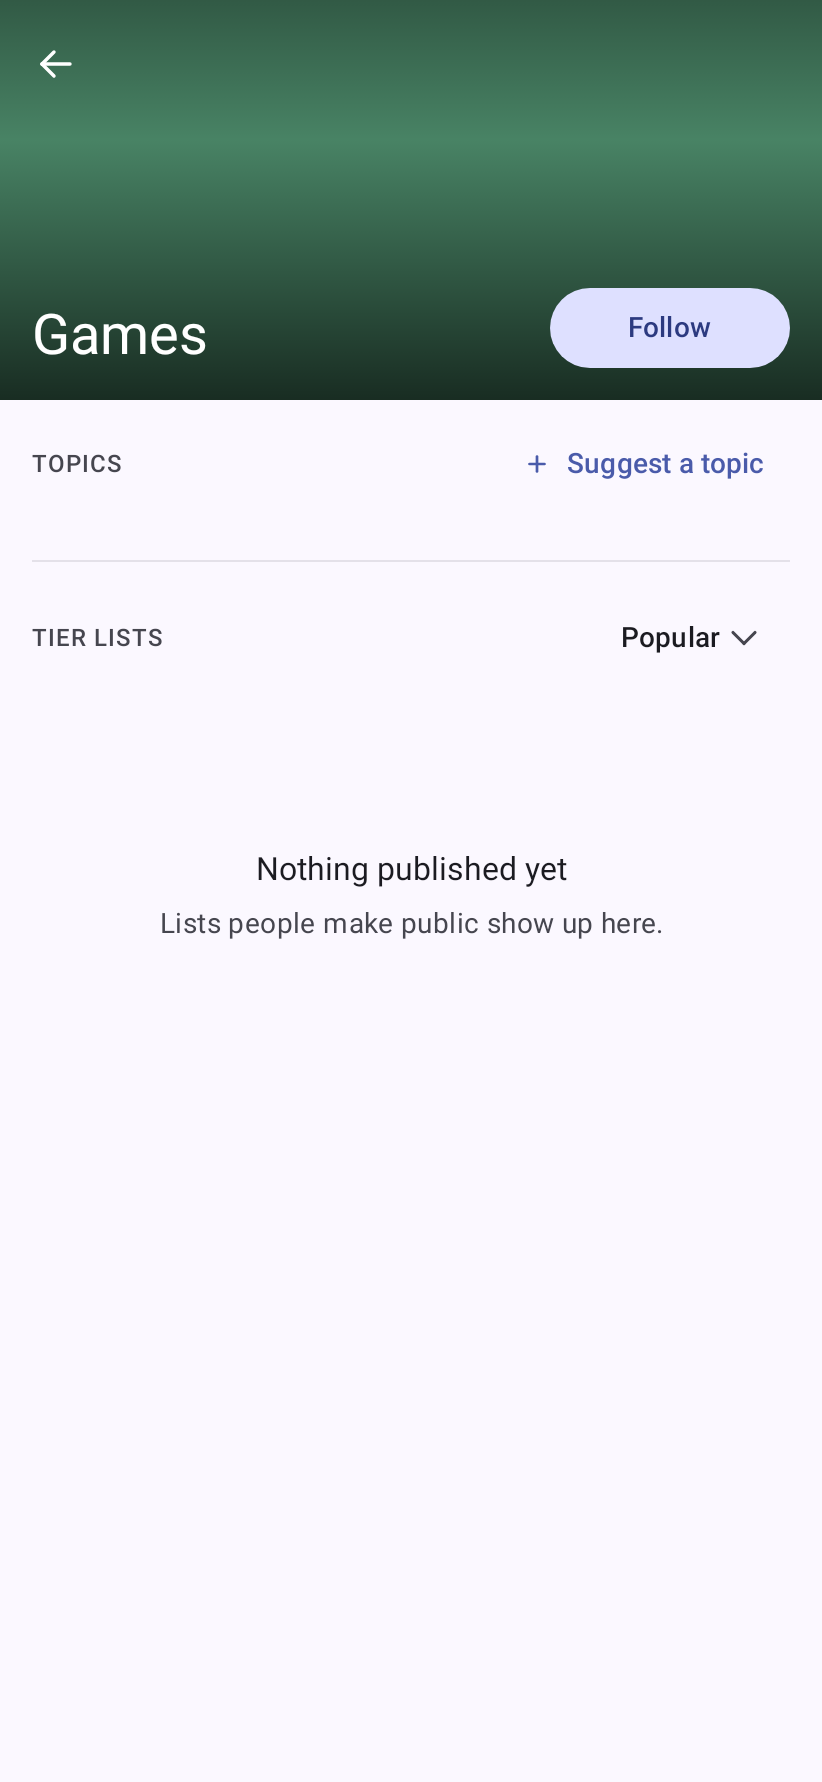 Games
Follow
TOPICS
Suggest a topic
TIER LISTS
Popular
Nothing published yet
Lists people make public show up here.